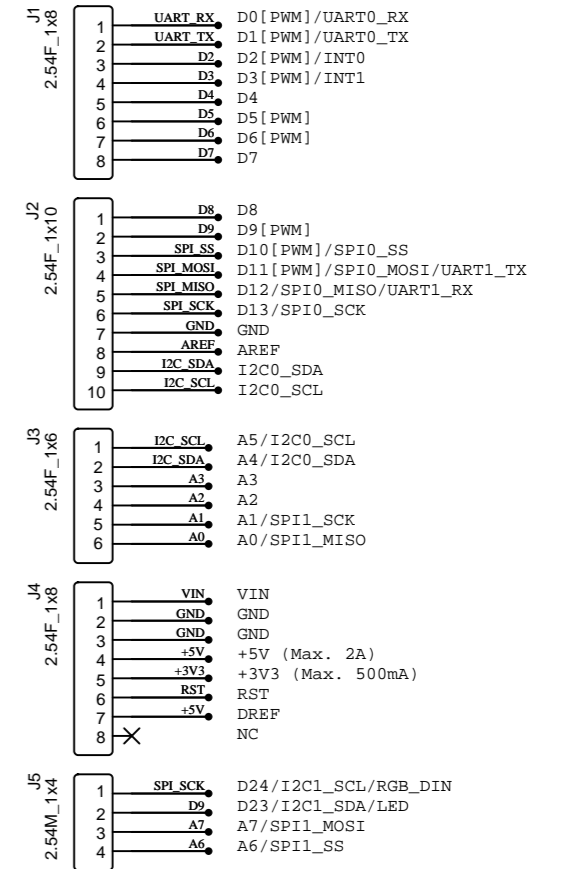 J1
2.54F_1x8
1 UART_RX D0[PWM]/UART0_RX
2 UART_TX D1[PWM]/UART0_TX
3 D2 D2[PWM]/INT0
4 D3 D3[PWM]/INT1
5 D4 D4
6 D5 D5[PWM]
7 D6 D6[PWM]
8 D7 D7
J2
2.54F_1x10
1 D8 D8
2 D9 D9[PWM]
3 SPI_SS D10[PWM]/SPI0_SS
4 SPI_MOSI D11[PWM]/SPI0_MOSI/UART1_TX
5 SPI_MISO D12/SPI0_MISO/UART1_RX
6 SPI_SCK D13/SPI0_SCK
7 GND GND
8 AREF AREF
9 I2C_SDA I2C0_SDA
10 I2C_SCL I2C0_SCL
J3
2.54F_1x6
1 I2C_SCL A5/I2C0_SCL
2 I2C_SDA A4/I2C0_SDA
3 A3 A3
4 A2 A2
5 A1 A1/SPI1_SCK
6 A0 A0/SPI1_MISO
J4
2.54F_1x8
1 VIN VIN
2 GND GND
3 GND GND
4 +5V +5V (Max. 2A)
5 +3V3 +3V3 (Max. 500mA)
6 RST RST
7 +5V DREF
8 NC
J5
2.54M_1x4
1 SPI_SCK D24/I2C1_SCL/RGB_DIN
2 D9 D23/I2C1_SDA/LED
3 A7 A7/SPI1_MOSI
4 A6 A6/SPI1_SS